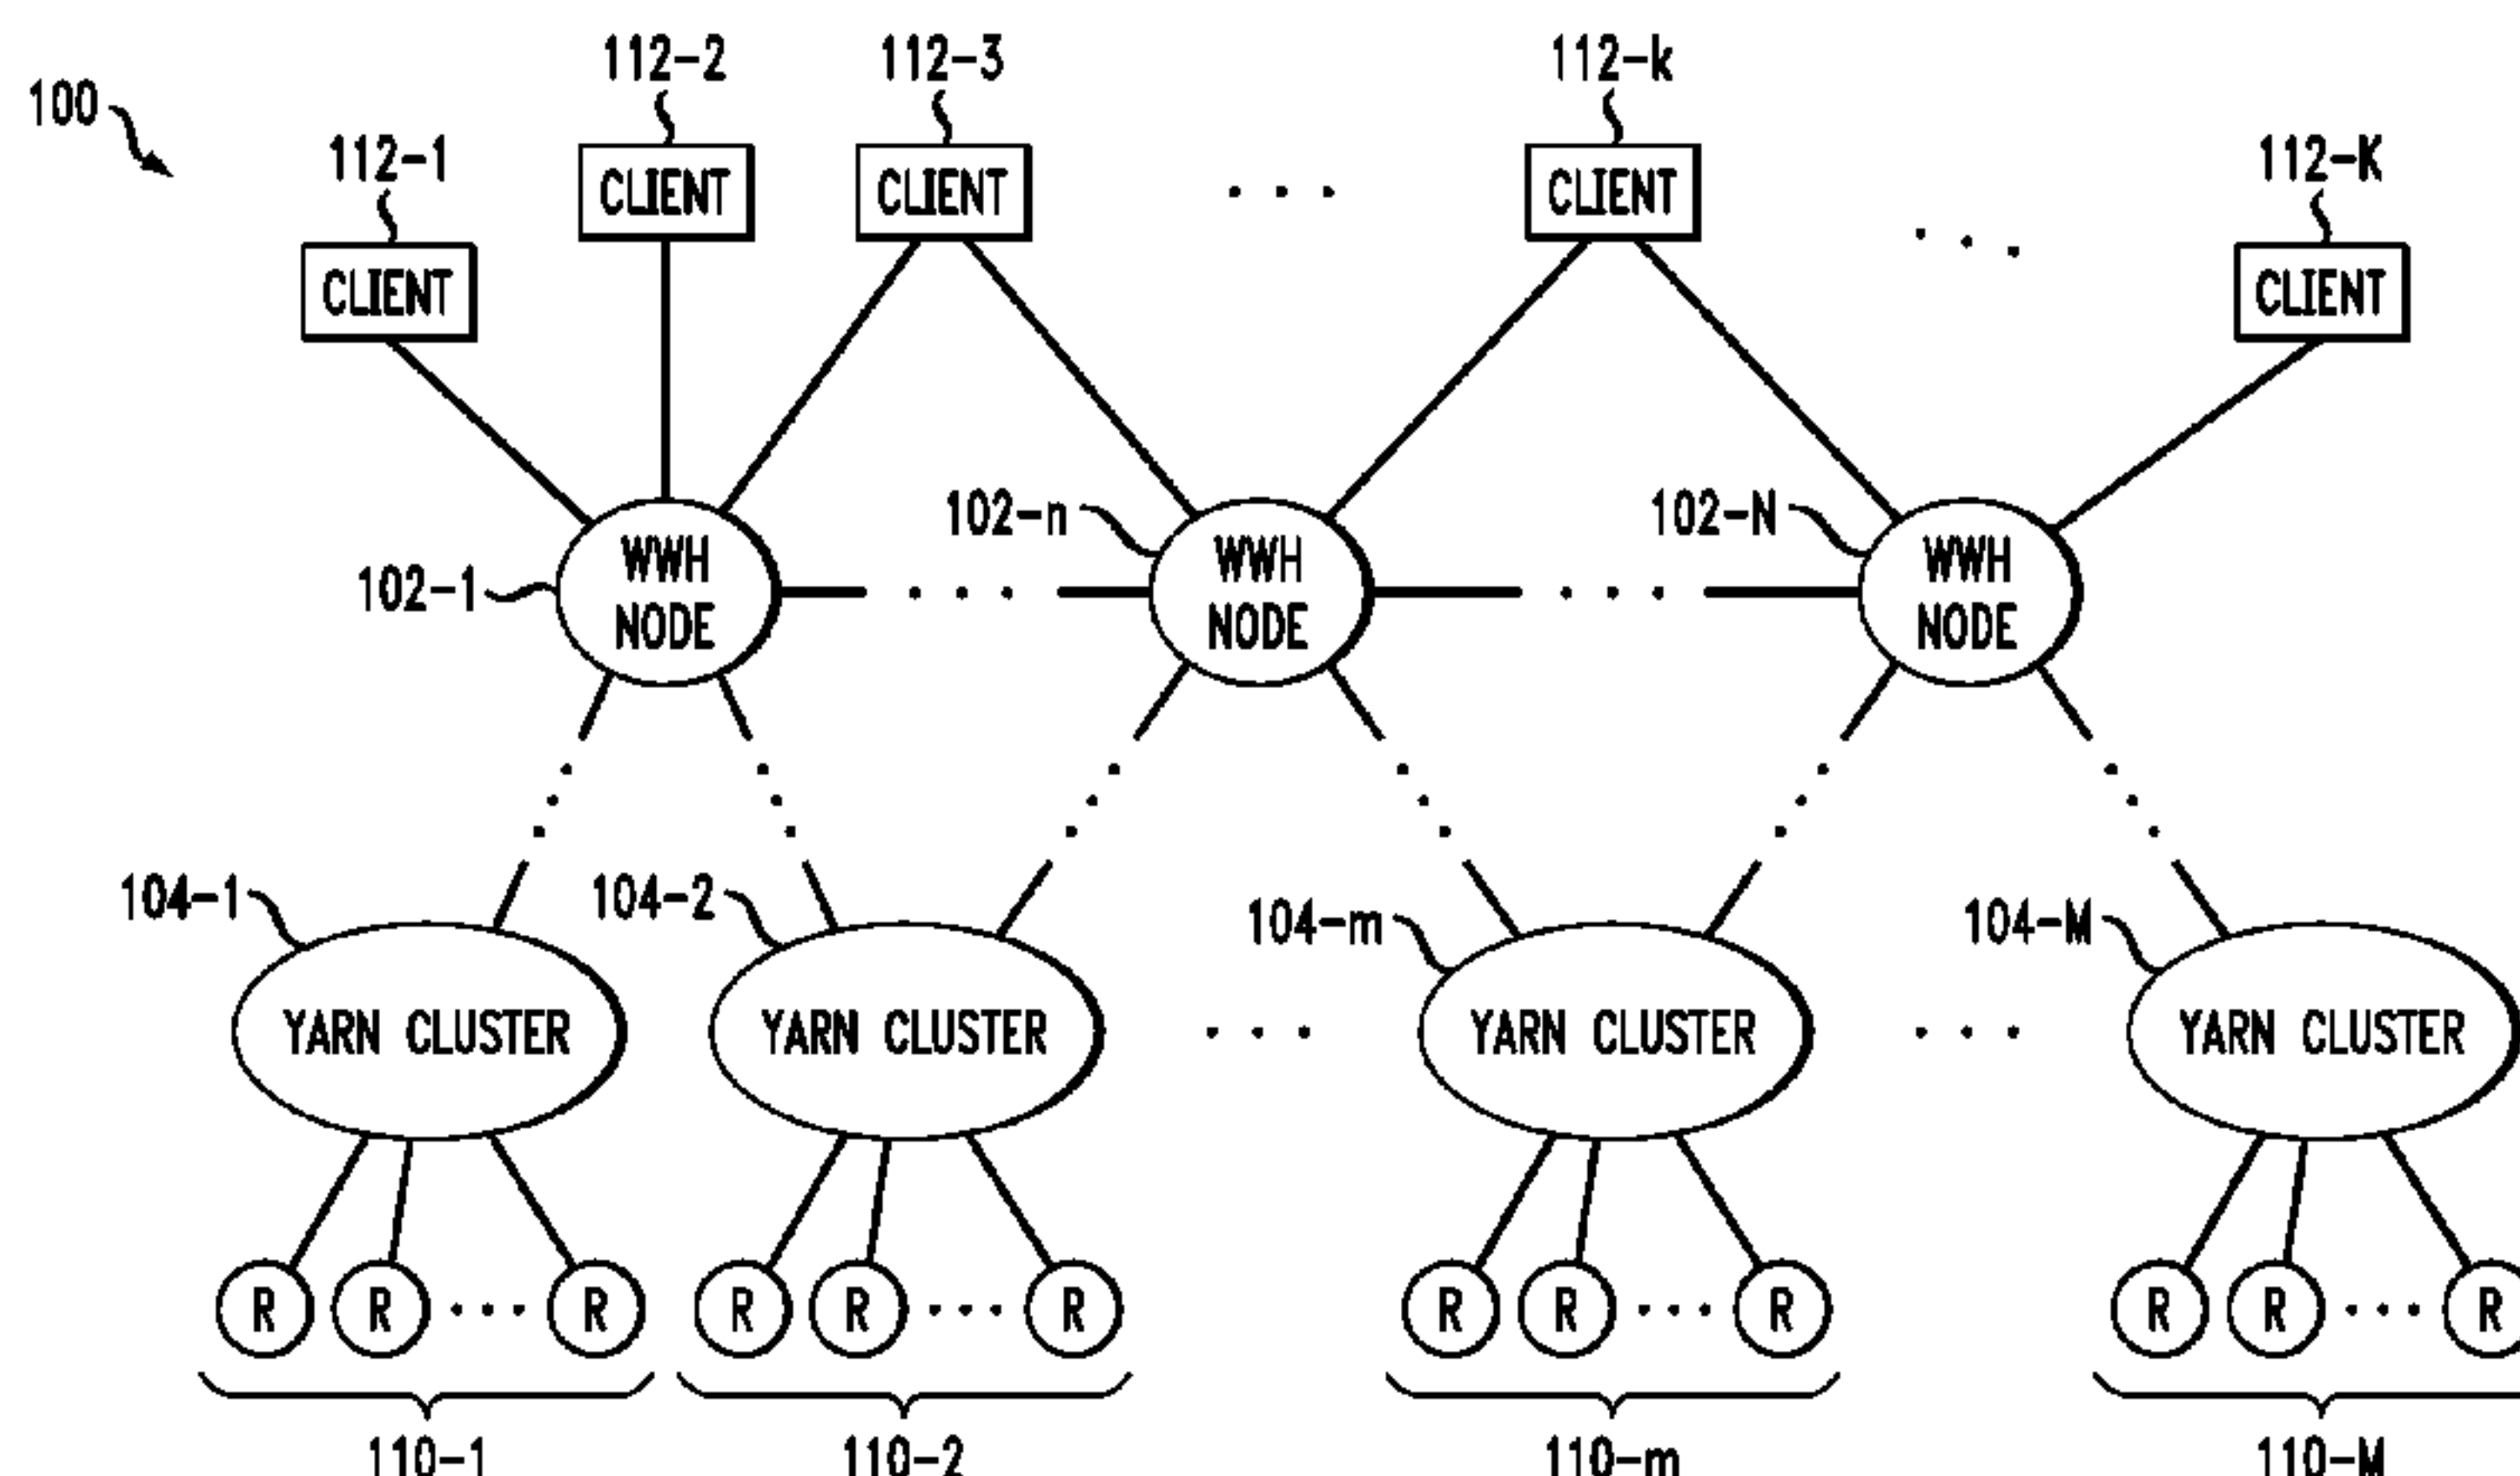 100
112-1
112-2
112-3
112-k
112-K
CLIENT
CLIENT
CLIENT
CLIENT
CLIENT
102-1
102-n
102-N
WWH
NODE
WWH
NODE
WWH
NODE
104-1
104-2
104-m
104-M
YARN CLUSTER
YARN CLUSTER
YARN CLUSTER
YARN CLUSTER
R R ... R
R R ... R
R R ... R
R R ... R
110-1
110-2
110-m
110-M